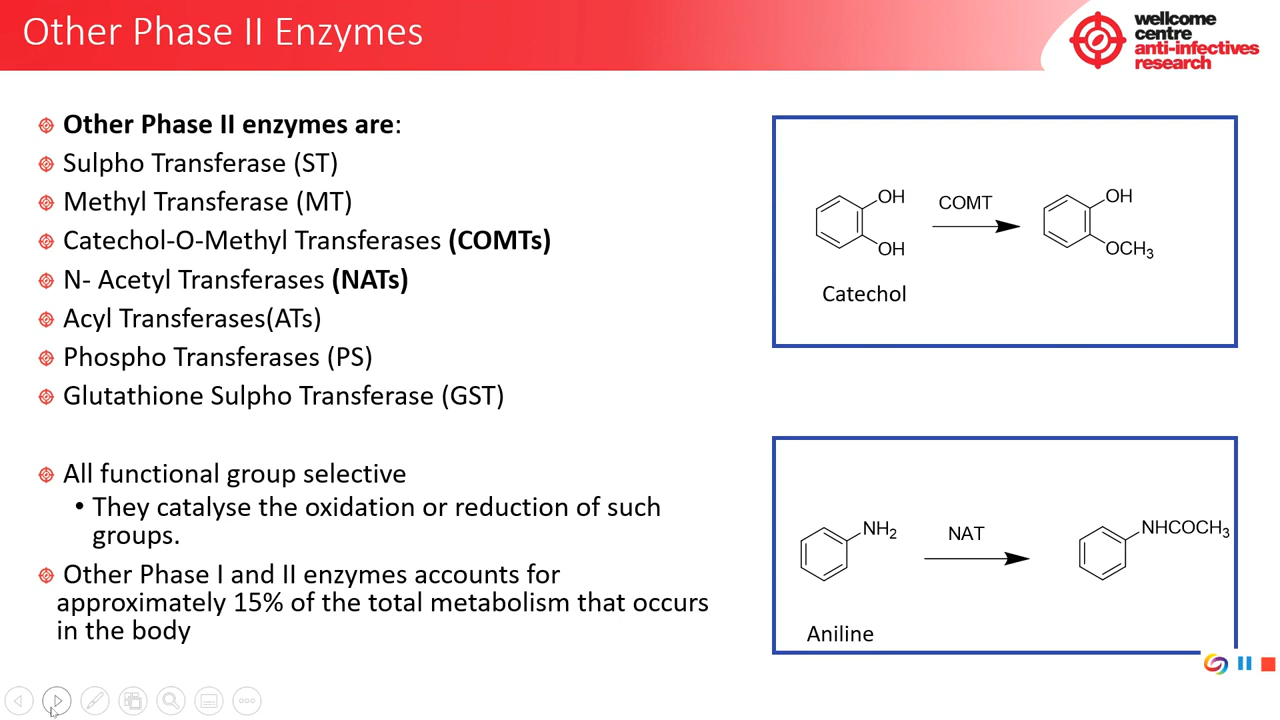 Other Phase II Enzymes
wellcome
centre
anti-infectives
research
Other Phase II enzymes are:
Sulpho Transferase (ST)
Methyl Transferase (MT)
Catechol-O-Methyl Transferases (COMTs)
N- Acetyl Transferases (NATs)
Acyl Transferases(ATs)
Phospho Transferases (PS)
Glutathione Sulpho Transferase (GST)
All functional group selective
• They catalyse the oxidation or reduction of such
groups.
Other Phase I and II enzymes accounts for
approximately 15% of the total metabolism that occurs
in the body
OH
OH
COMT
OH
OCH3
Catechol
NH2
NAT
NHCOCH3
Aniline